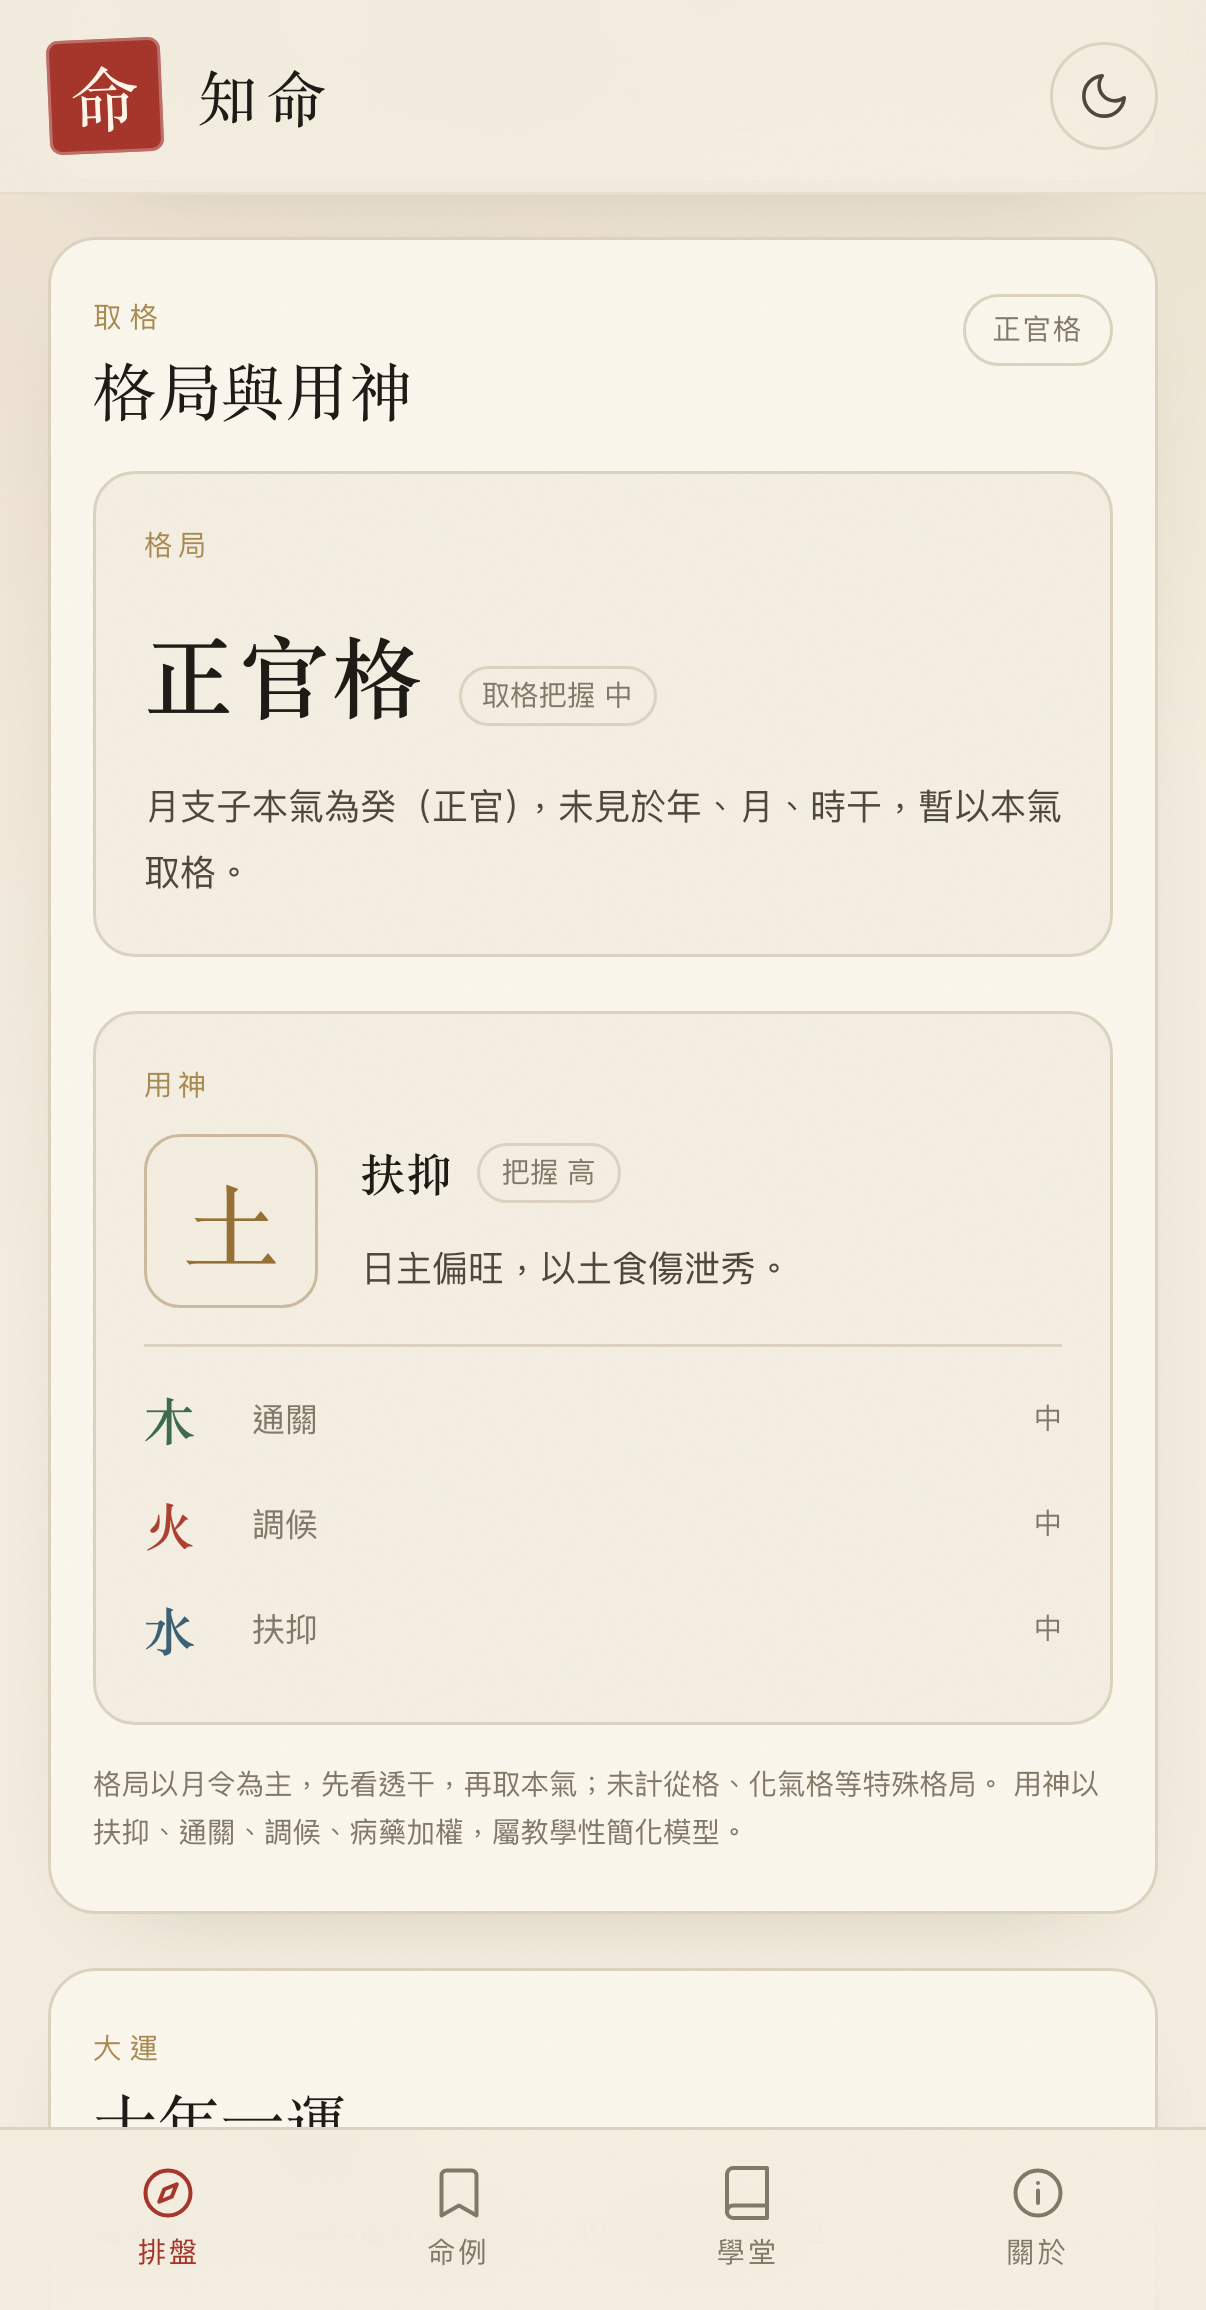 命 知命
取格
正官格
格局與用神
格局
正官格 取格把握 中
月支子本氣為癸（正官），未見於年、月、時干，暫以本氣
取格。
用神
土
扶抑 把握 高
日主偏旺，以土食傷泄秀。
木 通關 中
火 調候 中
水 扶抑 中
格局以月令為主，先看透干，再取本氣；未計從格、化氣格等特殊格局。 用神以
扶抑、通關、調候、病藥加權，屬教學性簡化模型。
大運
十年一運
排盤 命例 學堂 關於